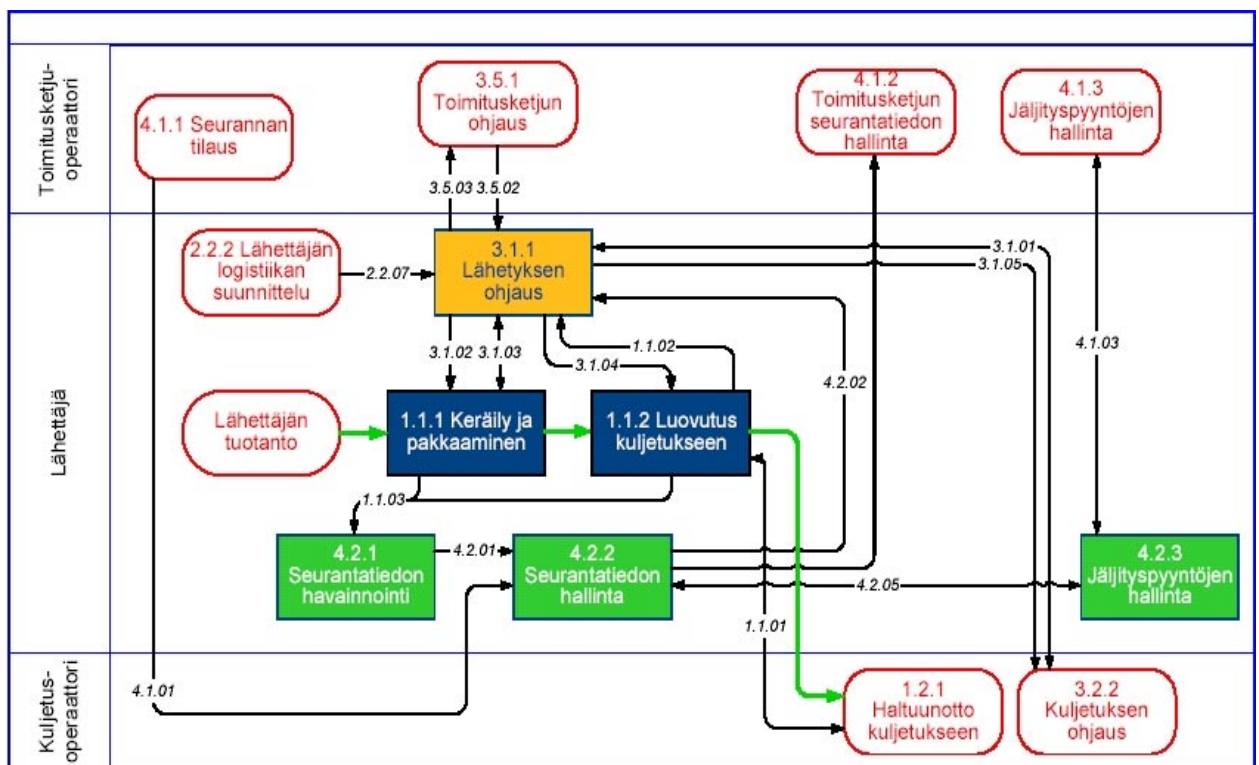 Toimitusketju-
operaattori
4.1.1 Seurannan
tilaus
3.5.1
Toimitusketjun
ohjaus
4.1.2
Toimitusketjun
seurantatiedon
hallinta
4.1.3
Jäljityspyyntöjen
hallinta
3.5.03
3.5.02
Lähettäjä
2.2.2 Lähettäjän
logistiikan
suunnittelu
2.2.07
3.1.1
Lähetyksen
ohjaus
3.1.01
3.1.05
3.1.02
3.1.03
3.1.04
1.1.02
4.2.02
4.1.03
Lähettäjän
tuotanto
1.1.1 Keräily ja
pakkaaminen
1.1.2 Luovutus
kuljetukseen
1.1.03
4.2.1
Seurantatiedon
havainnointi
4.2.01
4.2.2
Seurantatiedon
hallinta
4.2.05
4.2.3
Jäljityspyyntöjen
hallinta
1.1.01
Kuljetus-
operaattori
4.1.01
1.2.1
Haltuunotto
kuljetukseen
3.2.2
Kuljetuksen
ohjaus